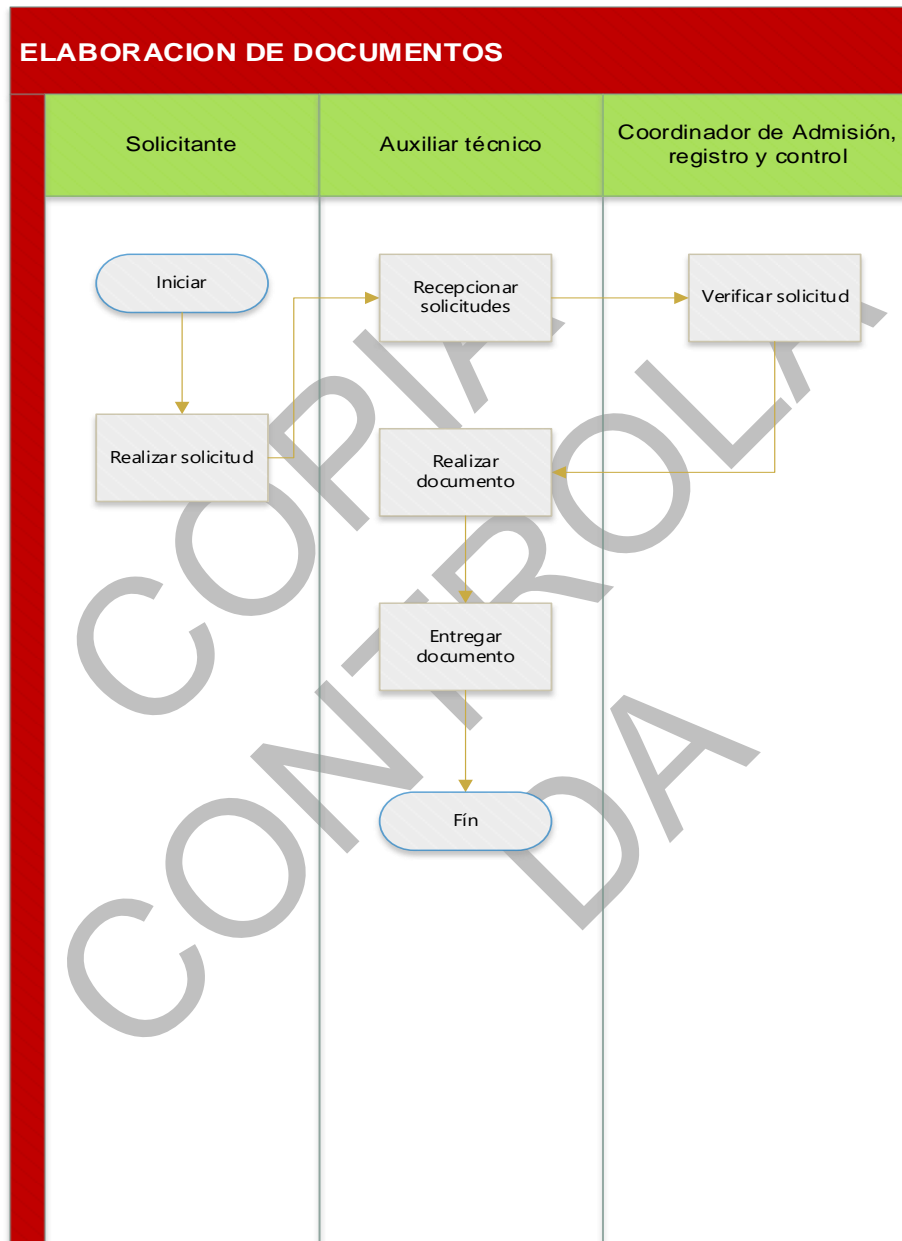 ELABORACION DE DOCUMENTOS
Solicitante
Auxiliar técnico
Coordinador de Admisión,
registro y control
Iniciar
Recepcionar
solicitudes
Verificar solicitud
Realizar solicitud
Realizar
documento
Entregar
documento
Fín
COPIA
CONTROLA
DA